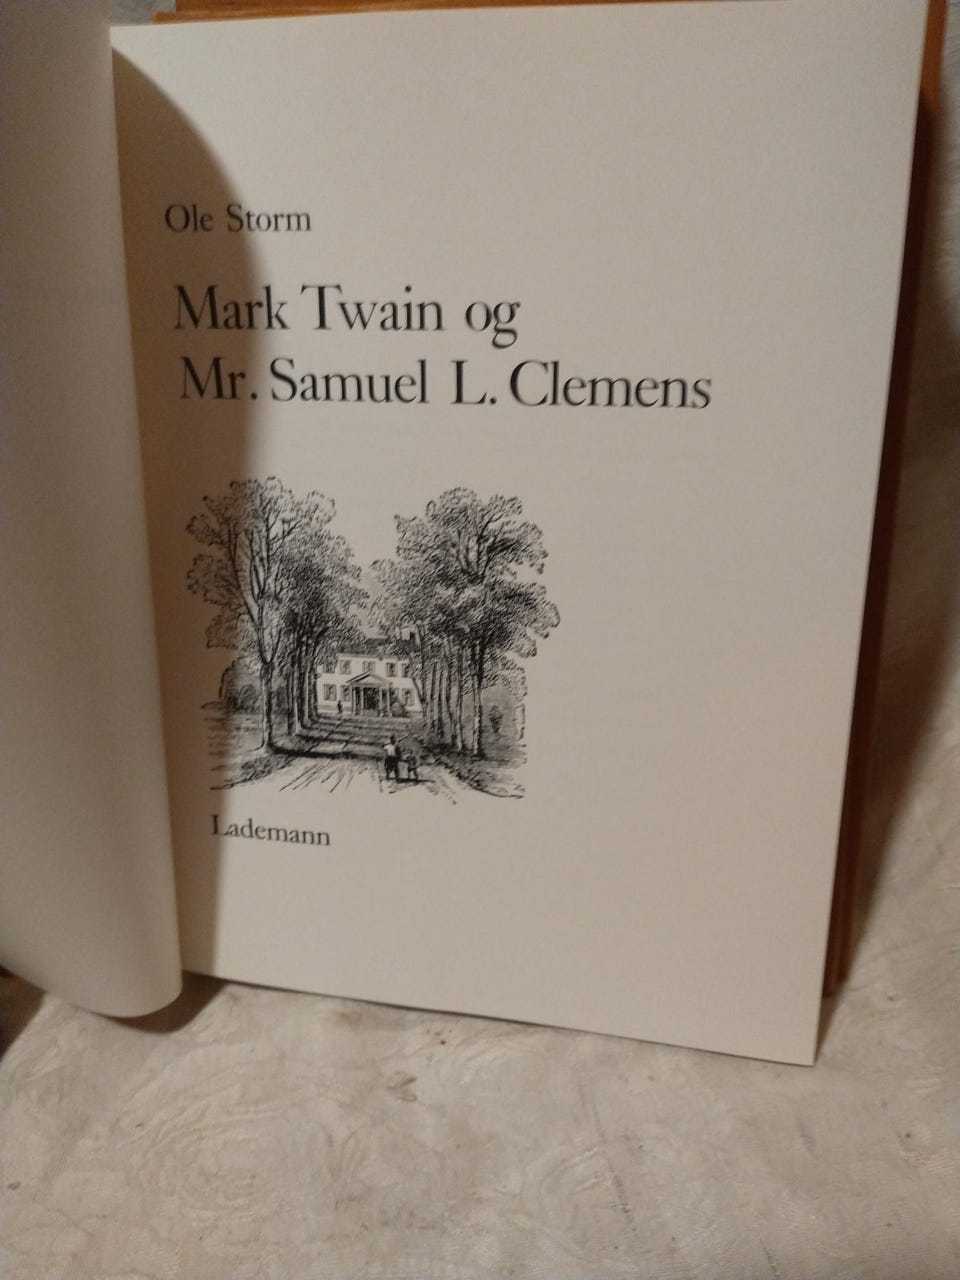 Ole Storm
Mark Twain og
Mr. Samuel L. Clemens
Lademann